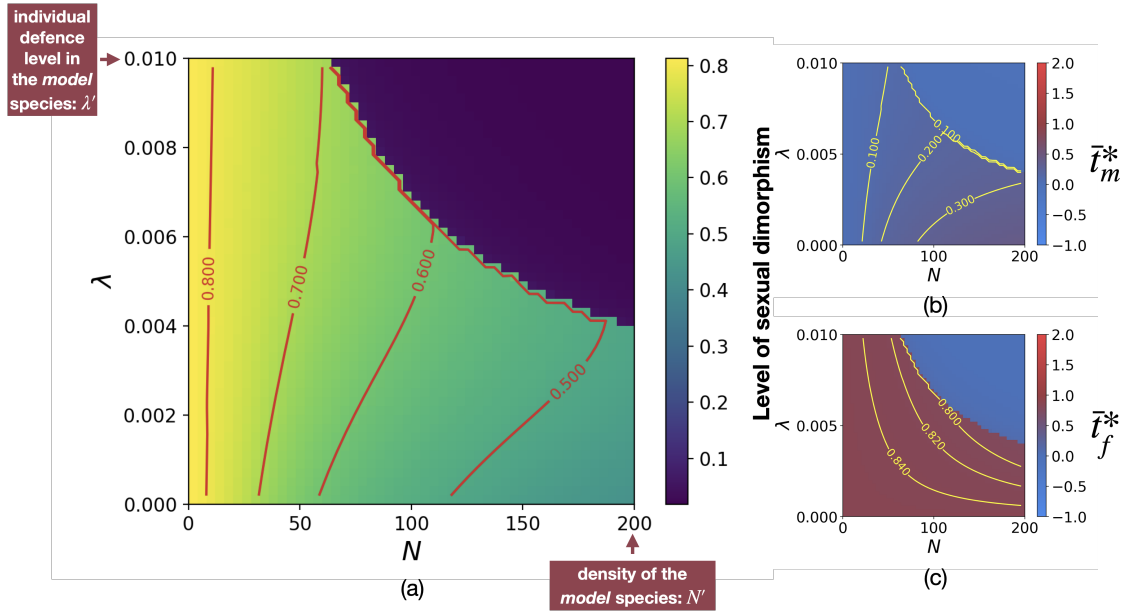 individual
defence
level in
the model
species: λ′
0.010
0.008
0.006
0.004
0.002
0.000
λ
0.800
0.700
0.600
0.500
0
50
100
150
200
N
(a)
density of the
model species: N′
0.8
0.7
0.6
0.5
0.4
0.3
0.2
0.1
Level of sexual dimorphism
0.010
0.005
0.000
λ
0.100
0.100
0.200
0.300
0
100
200
N
(b)
2.0
1.5
1.0
0.5
0.0
−0.5
−1.0
t̄*m
0.010
0.005
0.000
λ
0.800
0.820
0.840
0
100
200
N
(c)
2.0
1.5
1.0
0.5
0.0
−0.5
−1.0
t̄*f